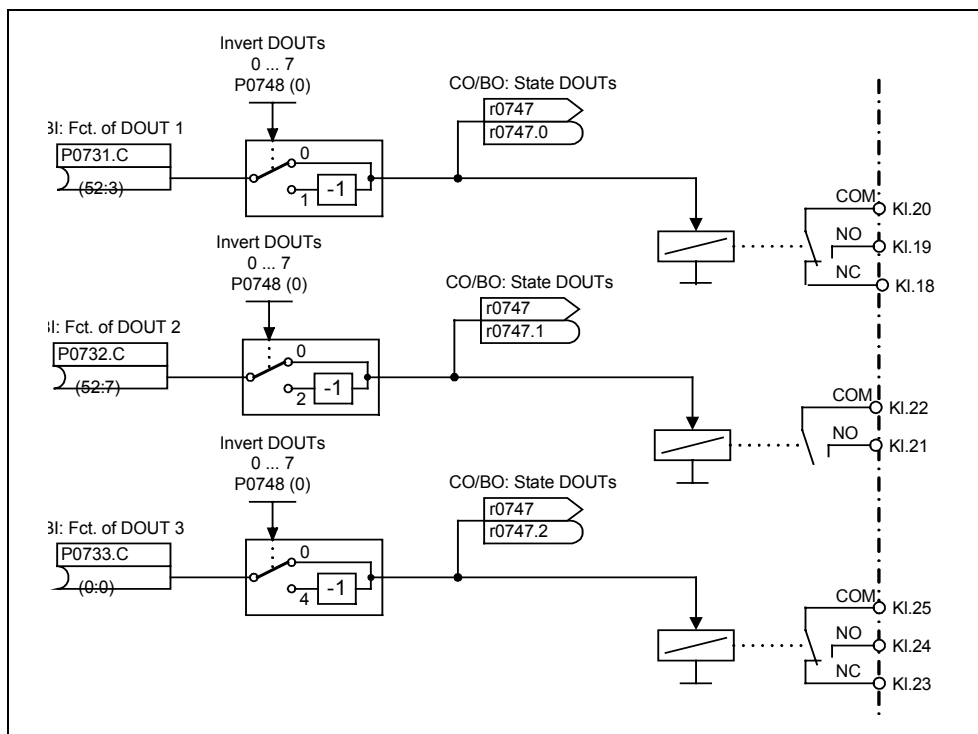 Invert DOUTs
0 ... 7
P0748 (0)
CO/BO: State DOUTs
r0747
r0747.0
BI: Fct. of DOUT 1
P0731.C
(52:3)
0
-1
1
COM
Kl.20
NO
Kl.19
NC
Kl.18
Invert DOUTs
0 ... 7
P0748 (0)
CO/BO: State DOUTs
r0747
r0747.1
BI: Fct. of DOUT 2
P0732.C
(52:7)
0
-1
2
COM
Kl.22
NO
Kl.21
Invert DOUTs
0 ... 7
P0748 (0)
CO/BO: State DOUTs
r0747
r0747.2
BI: Fct. of DOUT 3
P0733.C
(0:0)
0
-1
4
COM
Kl.25
NO
Kl.24
NC
Kl.23